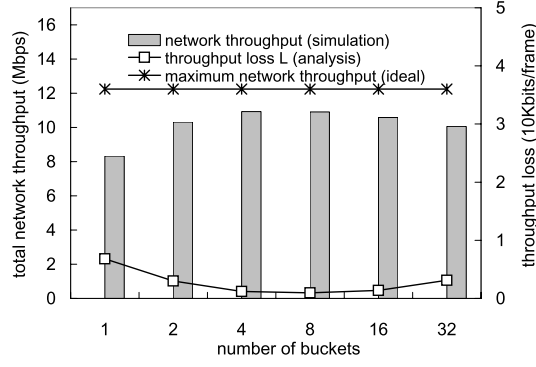 16
14
12
10
8
6
4
2
0
total network throughput (Mbps)
network throughput (simulation)
throughput loss L (analysis)
maximum network throughput (ideal)
5
4
3
2
1
0
throughput loss (10Kbits/frame)
1 2 4 8 16 32
number of buckets